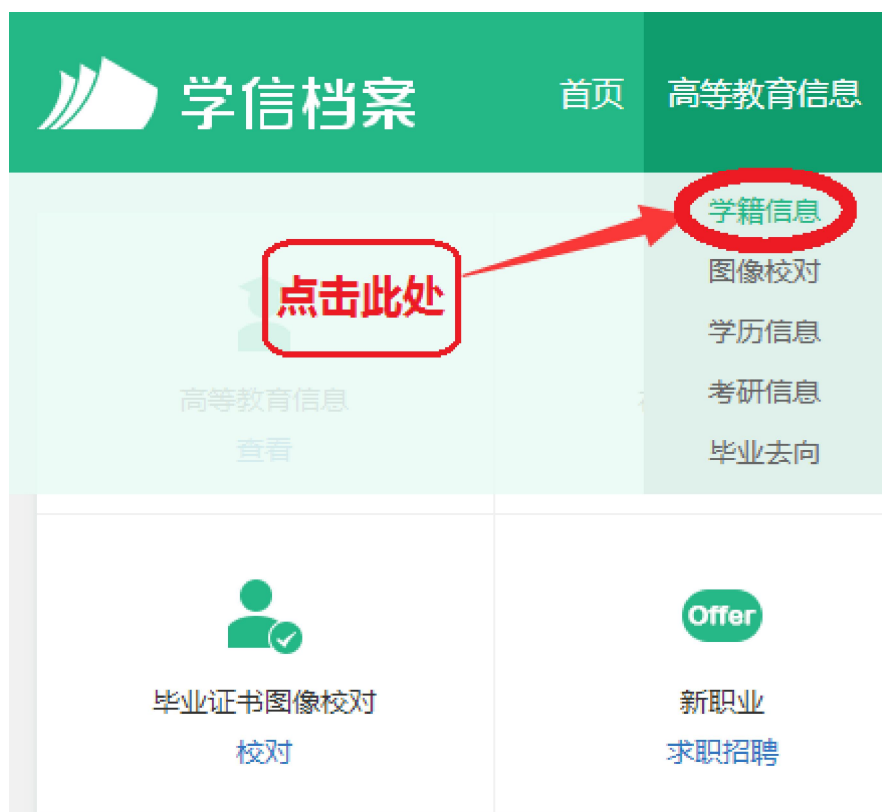 学信档案
首页
高等教育信息
学籍信息
图像校对
学历信息
考研信息
毕业去向
点击此处
高等教育信息
查看
毕业证书图像校对
校对
Offer
新职业
求职招聘